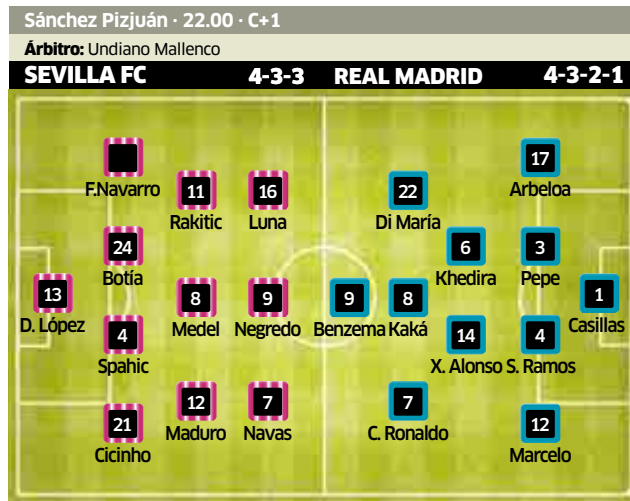 Sánchez Pizjuán · 22.00 · C+1
Árbitro: Undiano Mallenco
SEVILLA FC 4-3-3 REAL MADRID 4-3-2-1
F.Navarro
11
Rakitic
16
Luna
22
Di María
17
Arbeloa
24
Botía
6
Khedira
3
Pepe
13
D. López
8
Medel
9
Negredo
9
Benzema
8
Kaká
1
Casillas
4
Spahic
14
X. Alonso
4
S. Ramos
21
Cicinho
12
Maduro
7
Navas
7
C. Ronaldo
12
Marcelo